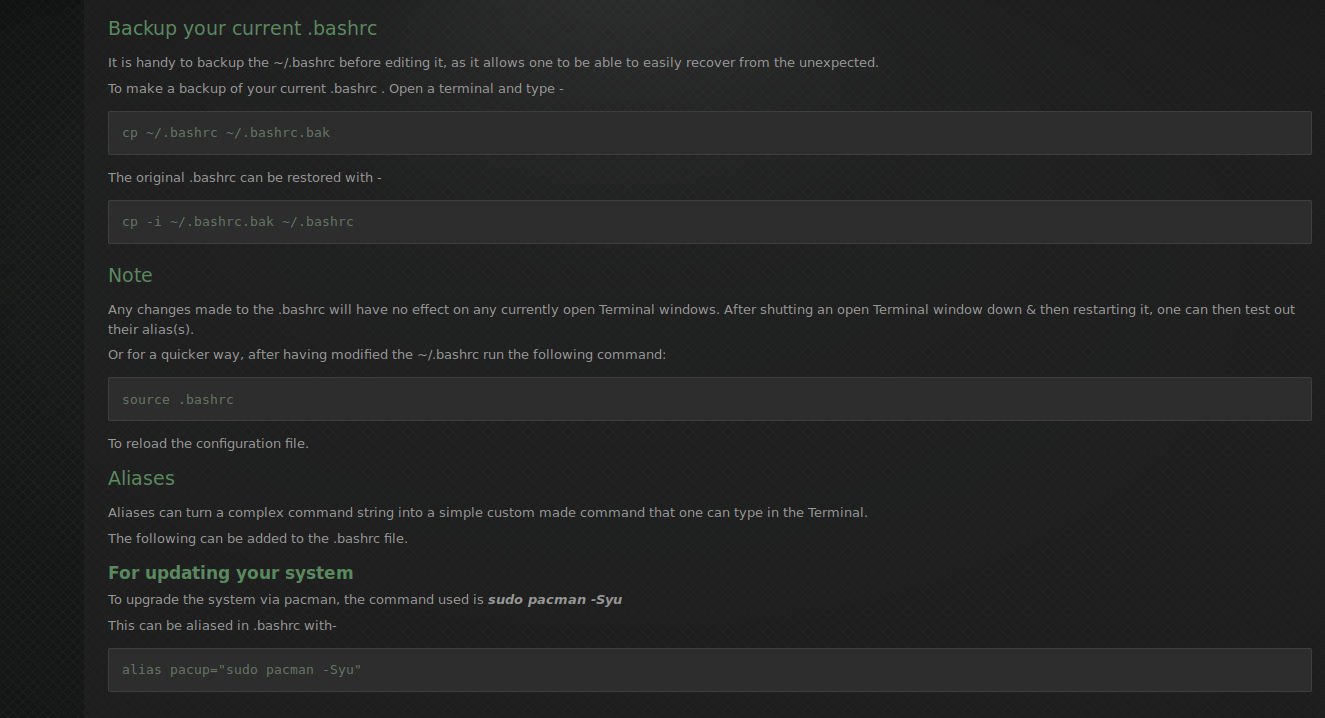 Backup your current .bashrc
It is handy to backup the ~/.bashrc before editing it, as it allows one to be able to easily recover from the unexpected.
To make a backup of your current .bashrc . Open a terminal and type -
cp ~/.bashrc ~/.bashrc.bak
The original .bashrc can be restored with -
cp -i ~/.bashrc.bak ~/.bashrc
Note
Any changes made to the .bashrc will have no effect on any currently open Terminal windows. After shutting an open Terminal window down & then restarting it, one can then test out
their alias(s).
Or for a quicker way, after having modified the ~/.bashrc run the following command:
source .bashrc
To reload the configuration file.
Aliases
Aliases can turn a complex command string into a simple custom made command that one can type in the Terminal.
The following can be added to the .bashrc file.
For updating your system
To upgrade the system via pacman, the command used is sudo pacman -Syu
This can be aliased in .bashrc with-
alias pacup="sudo pacman -Syu"